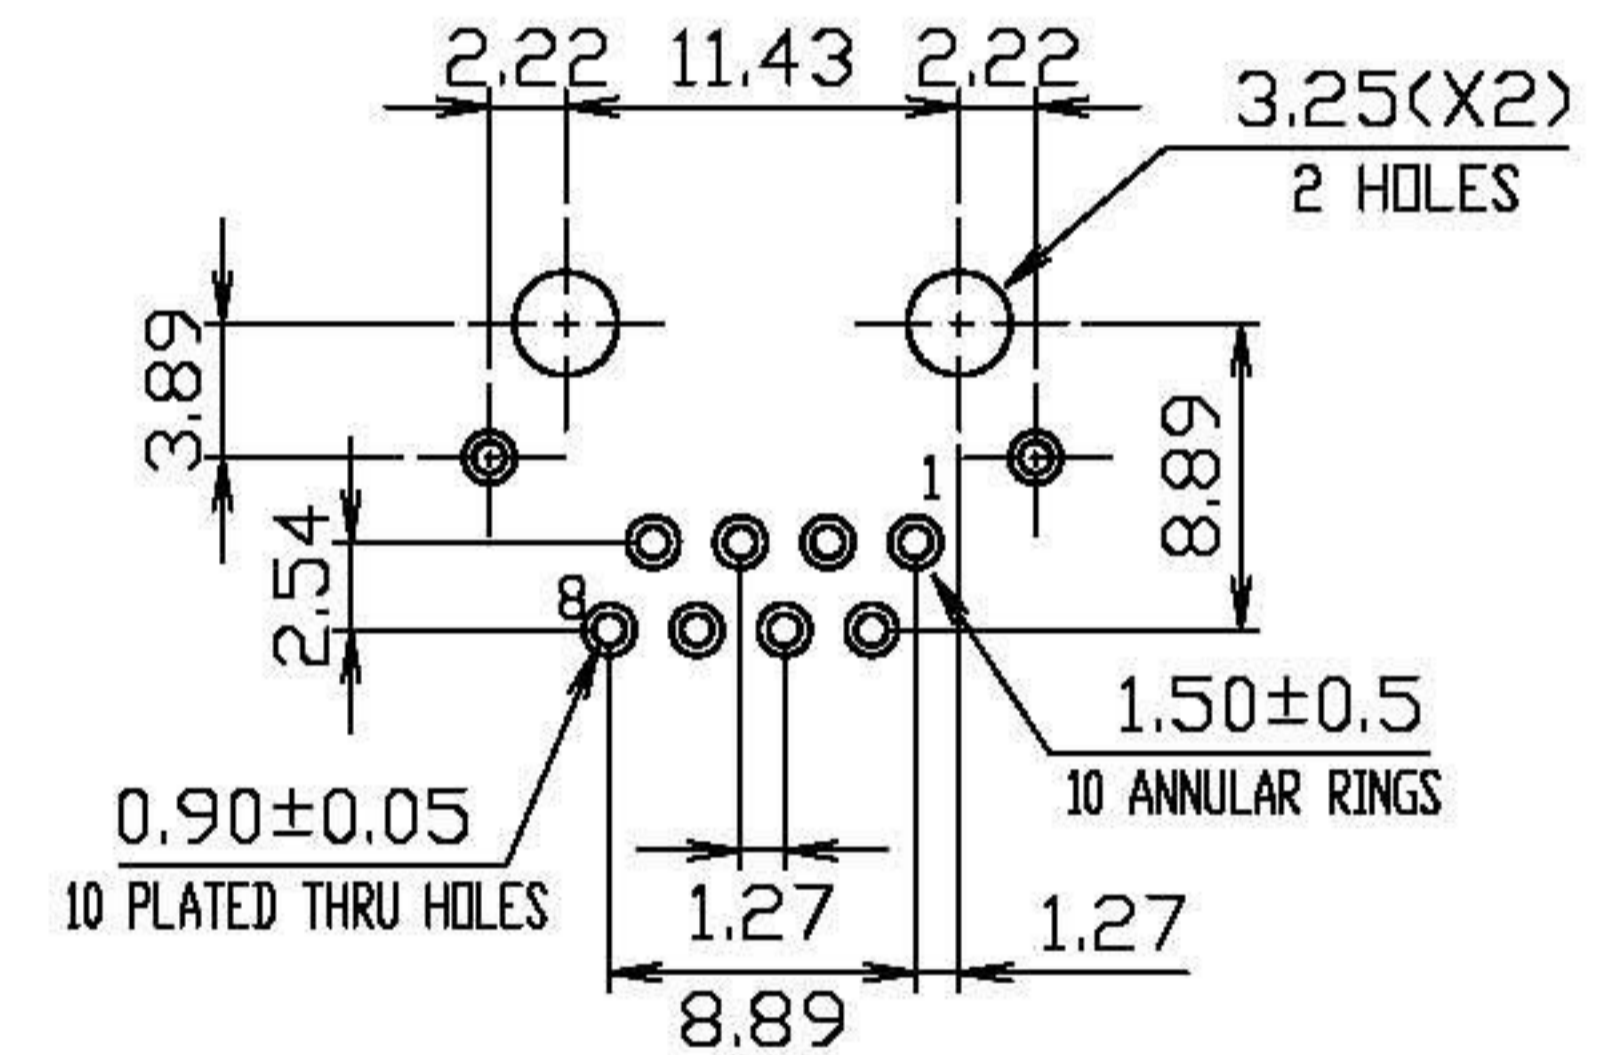 2.22 11.43 2.22
3.25(X2)
2 HOLES
3.89
8.89
1
2.54
8
1.50±0.5
10 ANNULAR RINGS
0.90±0.05
10 PLATED THRU HOLES
1.27
1.27
8.89